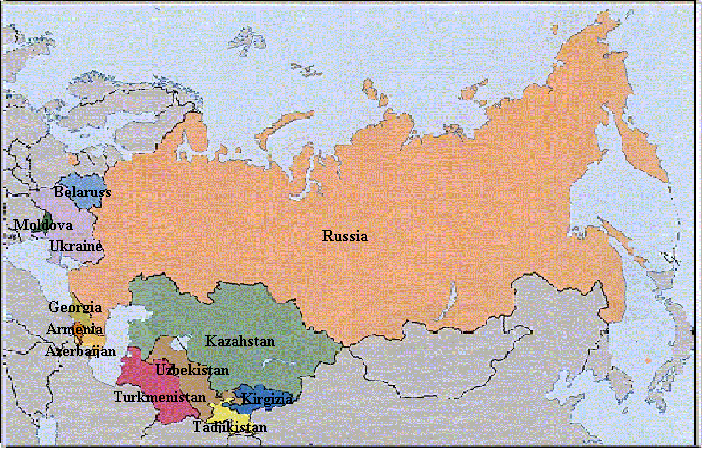 Belaruss
Moldova
Ukraine
Russia
Georgia
Armenia
Azerbaijan
Kazahstan
Uzbekistan
Turkmenistan
Kirgizia
Tadjikistan